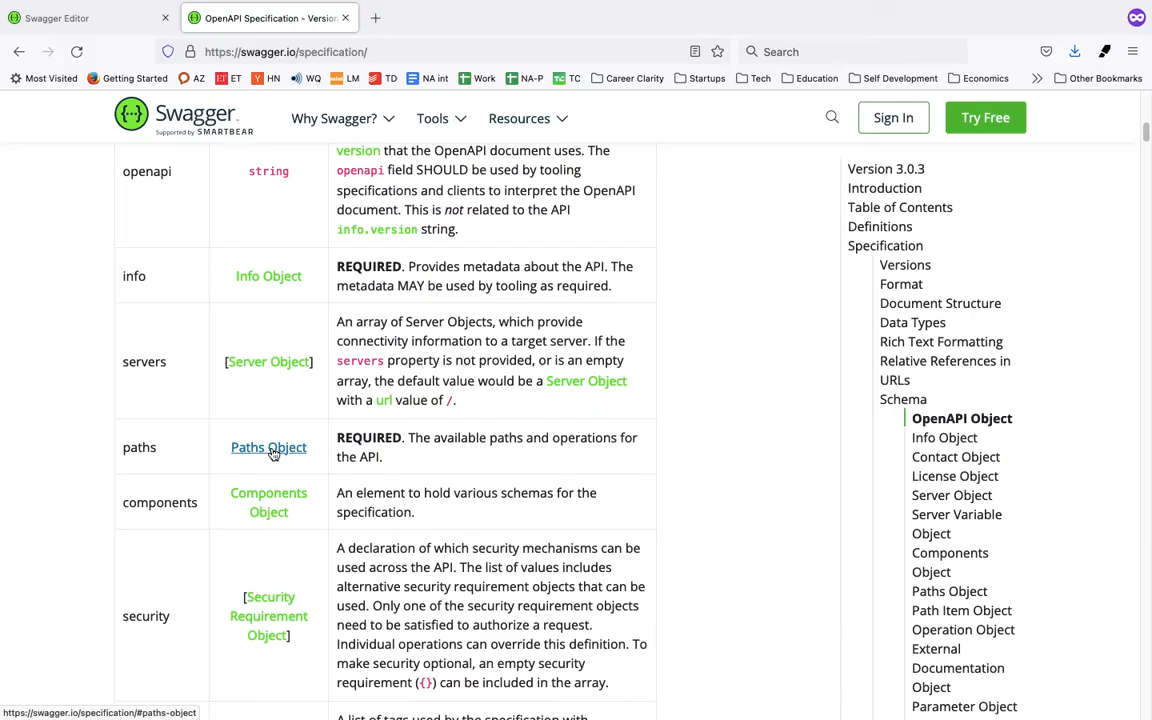 Swagger Editor
OpenAPI Specification - Version
https://swagger.io/specification/
Search
Most Visited
Getting Started
AZ
ET
HN
WQ
LM
TD
NA int
Work
NA-P
TC
Career Clarity
Startups
Tech
Education
Self Development
Economics
Other Bookmarks
Swagger
Supported by SMARTBEAR
Why Swagger?
Tools
Resources
Sign In
Try Free
openapi
string
version that the OpenAPI document uses. The
openapi field SHOULD be used by tooling
specifications and clients to interpret the OpenAPI
document. This is not related to the API
info.version string.
info
Info Object
REQUIRED. Provides metadata about the API. The
metadata MAY be used by tooling as required.
servers
[Server Object]
An array of Server Objects, which provide
connectivity information to a target server. If the
servers property is not provided, or is an empty
array, the default value would be a Server Object
with a url value of /.
paths
Paths Object
REQUIRED. The available paths and operations for
the API.
components
Components
Object
An element to hold various schemas for the
specification.
security
[Security
Requirement
Object]
A declaration of which security mechanisms can be
used across the API. The list of values includes
alternative security requirement objects that can be
used. Only one of the security requirement objects
need to be satisfied to authorize a request.
Individual operations can override this definition. To
make security optional, an empty security
requirement ({}) can be included in the array.
A list of tags used by the specification with
Version 3.0.3
Introduction
Table of Contents
Definitions
Specification
Versions
Format
Document Structure
Data Types
Rich Text Formatting
Relative References in
URLs
Schema
OpenAPI Object
Info Object
Contact Object
License Object
Server Object
Server Variable
Object
Components
Object
Paths Object
Path Item Object
Operation Object
External
Documentation
Object
Parameter Object
https://swagger.io/specification/#paths-object